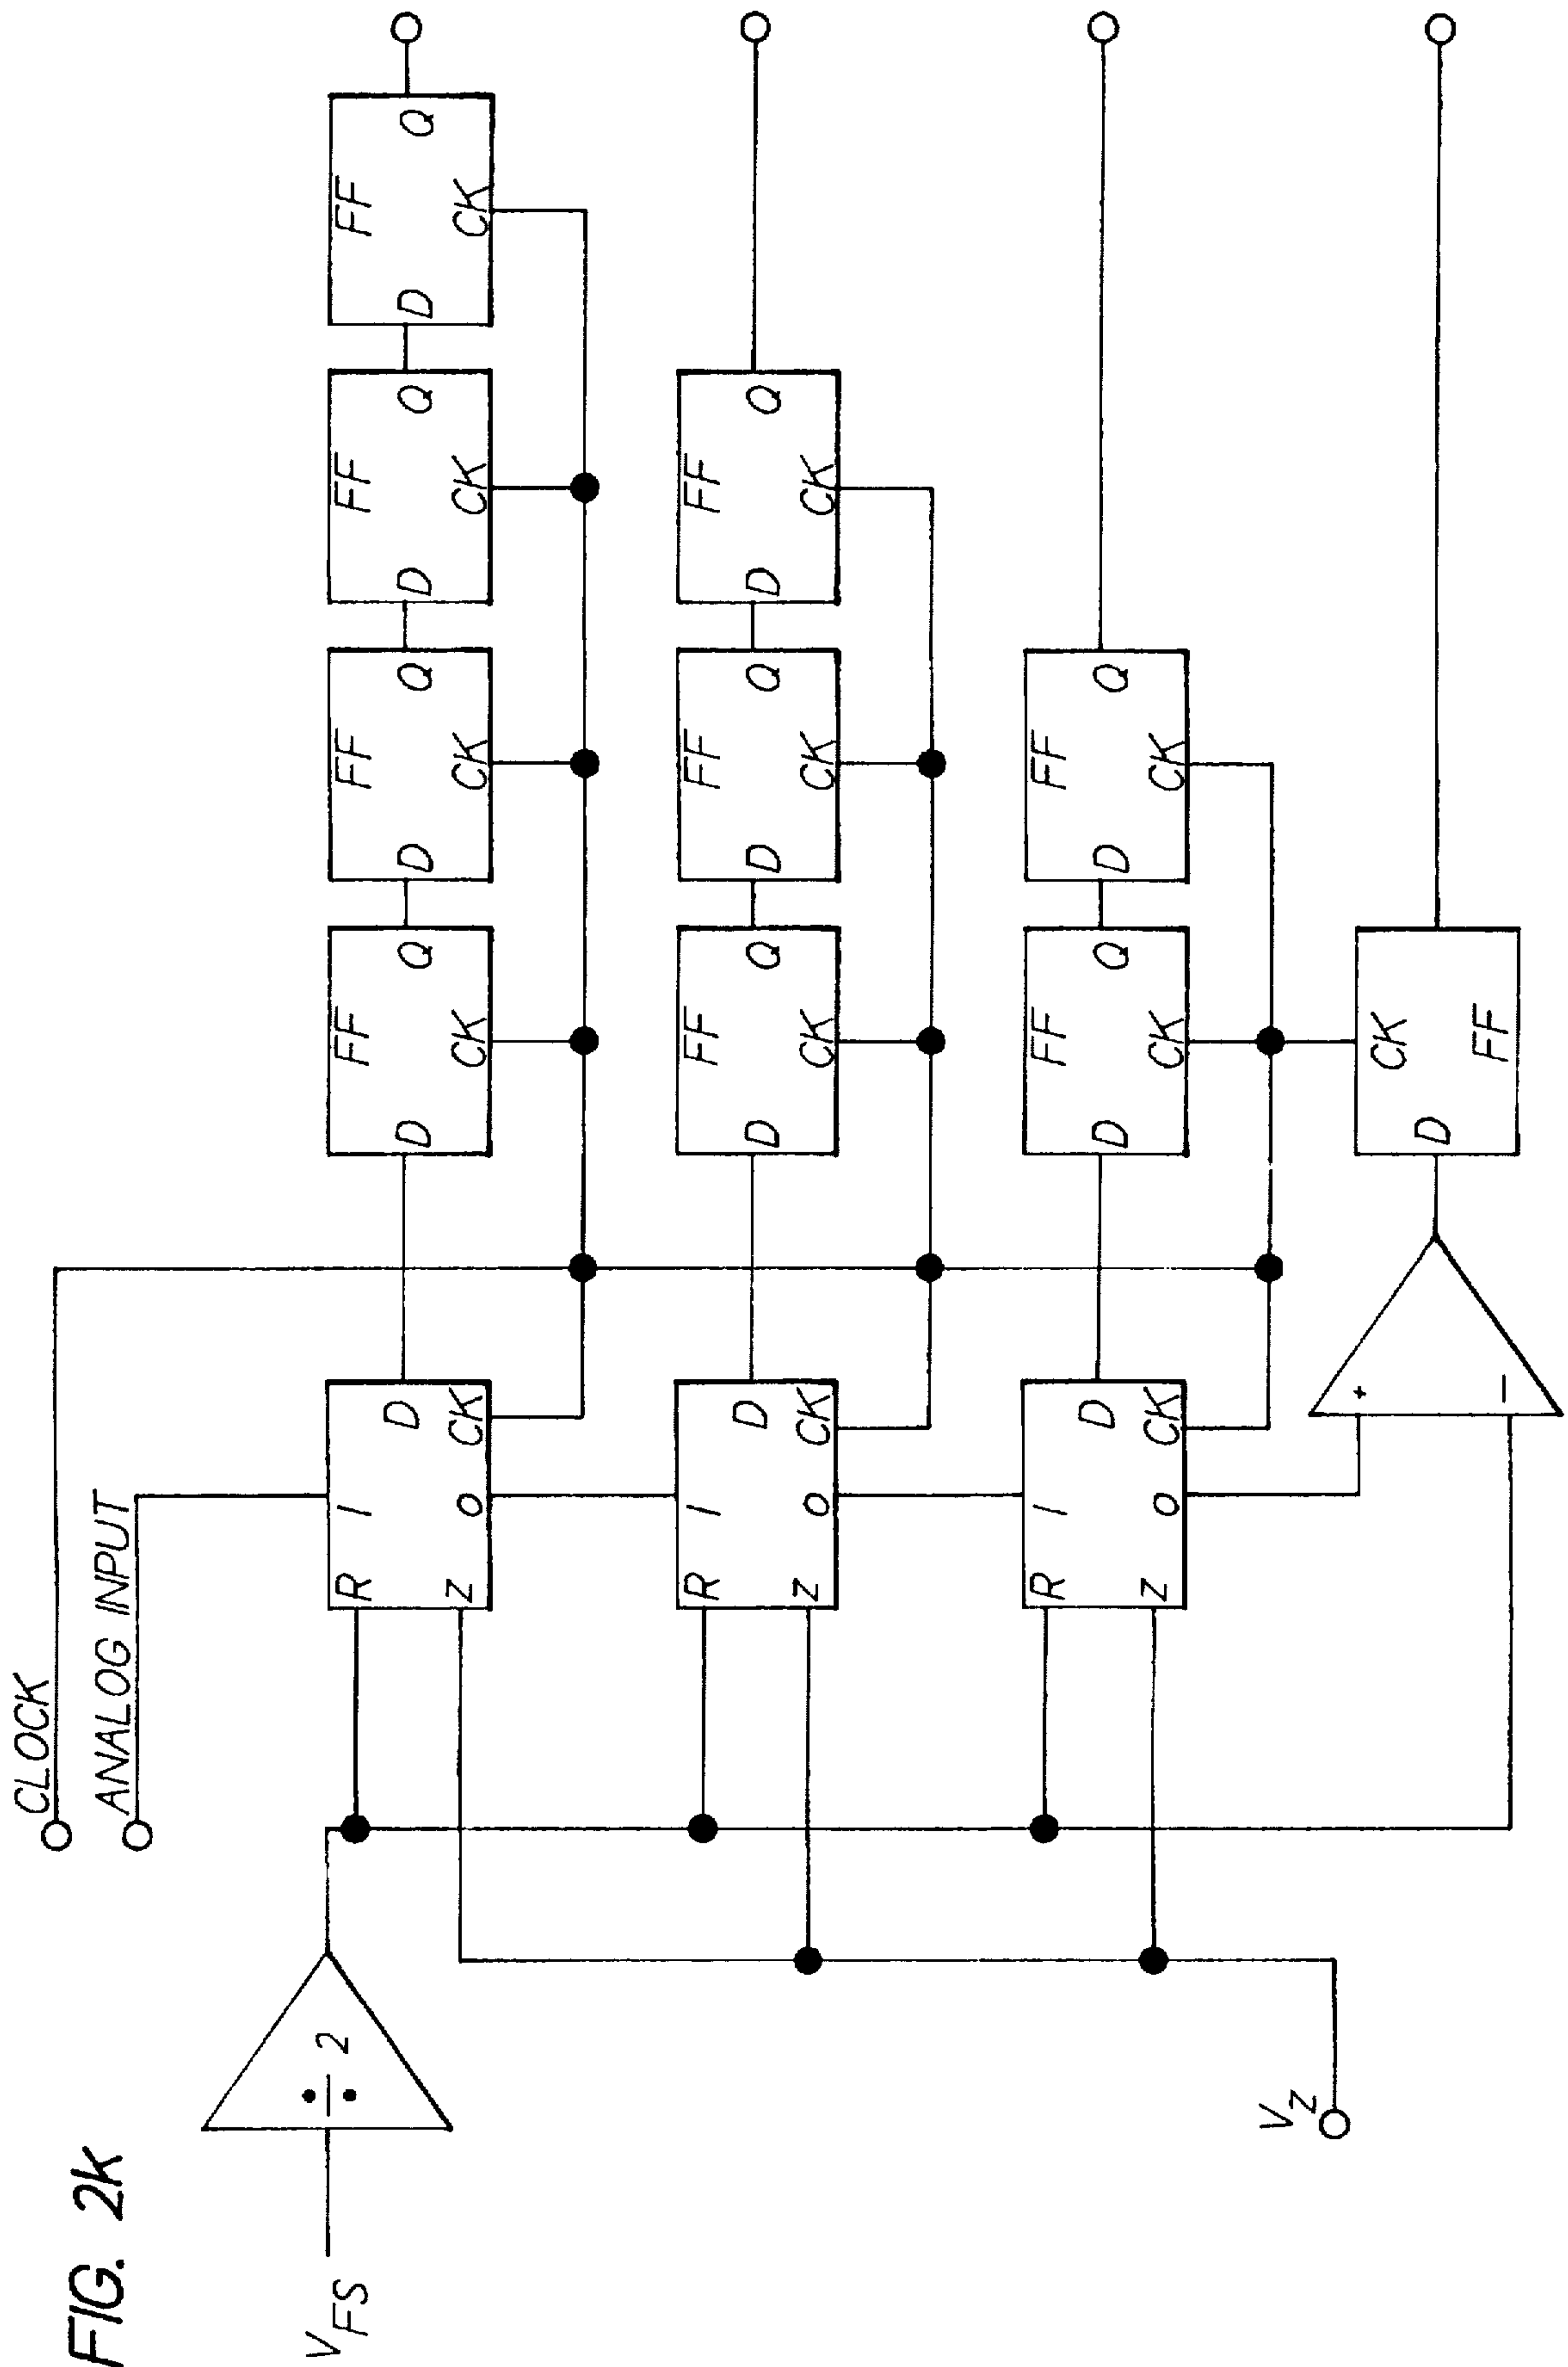 FIG. 2K
CLOCK
ANALOG INPUT
V_FS
÷ 2
V_Z
R I D
Z O CK
D FF Q
CK
D FF Q
CK
D FF Q
CK
D FF Q
CK
R I D
Z O CK
D FF Q
CK
D FF Q
CK
D FF Q
CK
R I D
Z O CK
D FF Q
CK
D FF Q
CK
+
−
CK
D
FF